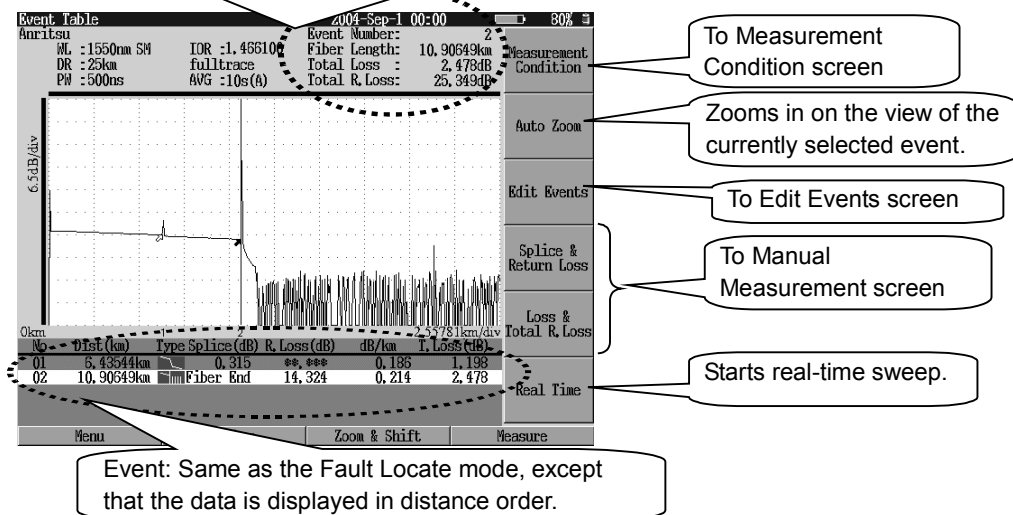 Event Table 2004-Sep-1 00:00 80%
Anritsu Event Number: 2
WL :1550nm SM IOR :1.466100 Fiber Length: 10.90649km
DR :25km fulltrace Total Loss : 2.478dB
PW :500ns AVG :10s(A) Total R.Loss: 25.349dB
Measurement
Condition
To Measurement
Condition screen
Auto Zoom
Zooms in on the view of the
currently selected event.
6.5dB/div
Edit Events
To Edit Events screen
Splice &
Return Loss
To Manual
Measurement screen
Loss &
Total R.Loss
0km 1 2 2.55781km/div
No Dist(km) Type Splice(dB) R.Loss(dB) dB/km T.Loss(dB)
01 6.43544km 0.315 **.*** 0.186 1.198
02 10.90649km Fiber End 14.324 0.214 2.478
Real Time
Starts real-time sweep.
Menu Zoom & Shift Measure
Event: Same as the Fault Locate mode, except
that the data is displayed in distance order.